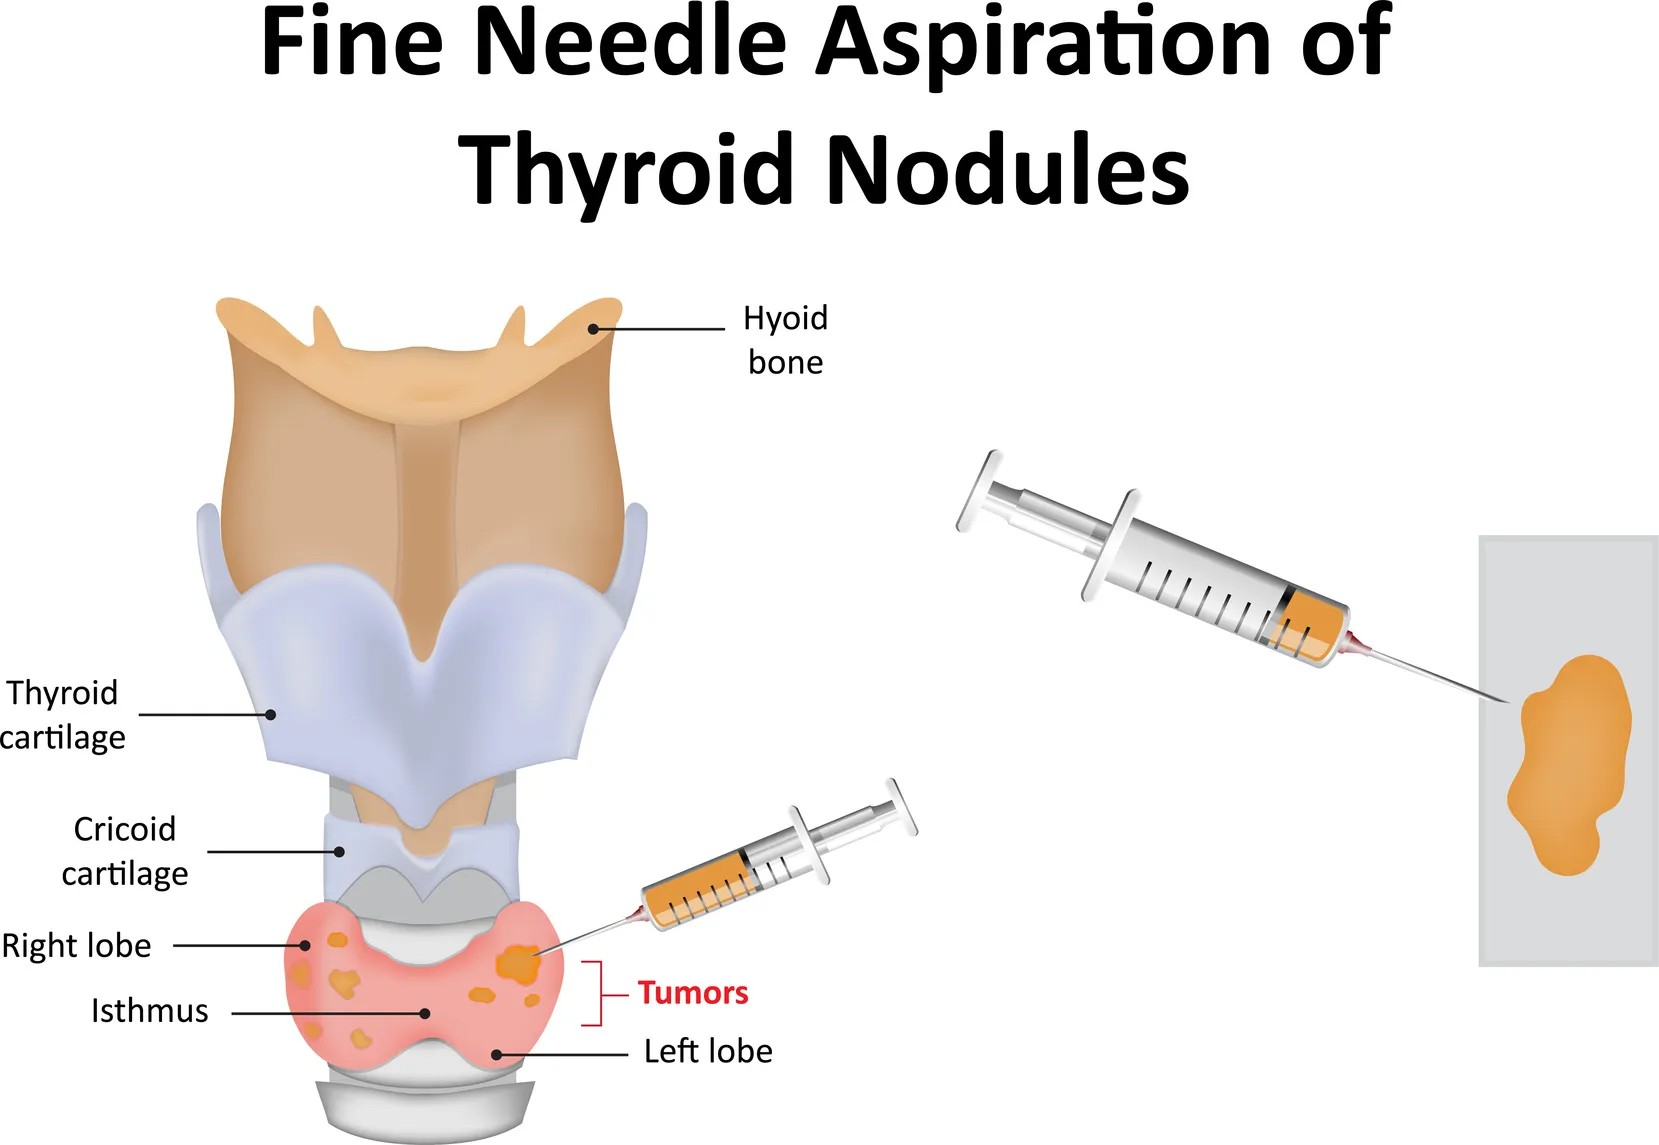 Fine Needle Aspiration of
Thyroid Nodules
Hyoid
bone
Thyroid
cartilage
Cricoid
cartilage
Right lobe
Isthmus
Tumors
Left lobe